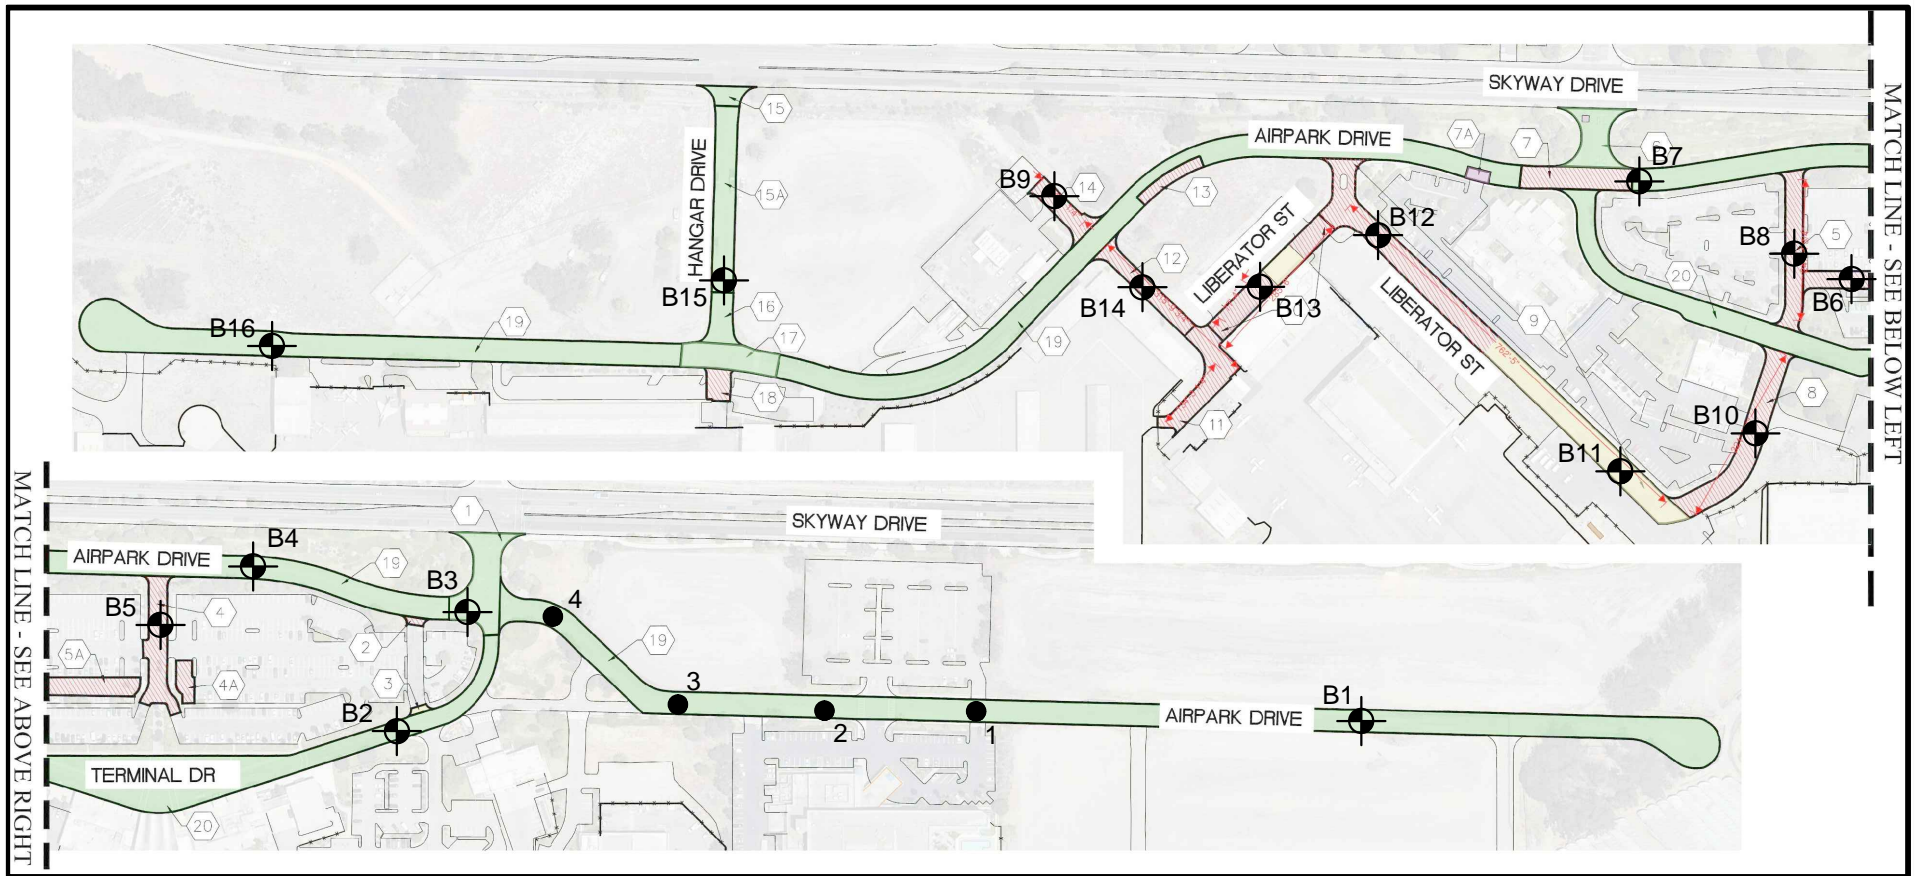 SKYWAY DRIVE
15
7A
7
6
AIRPARK DRIVE
B7
HANGAR DRIVE
15A
B9
14
13
LIBERATOR ST
B12
B8
5
12
B15
B14
B13
B6
20
LIBERATOR ST
9
762.5'
16
B16
19
17
19
18
8
11
B10
B11
MATCH LINE - SEE BELOW LEFT
MATCH LINE - SEE ABOVE RIGHT
1
SKYWAY DRIVE
AIRPARK DRIVE
B4
19
B3
4
B5
4
2
19
5A
4A
3
3
B2
2
1
B1
AIRPARK DRIVE
TERMINAL DR
20